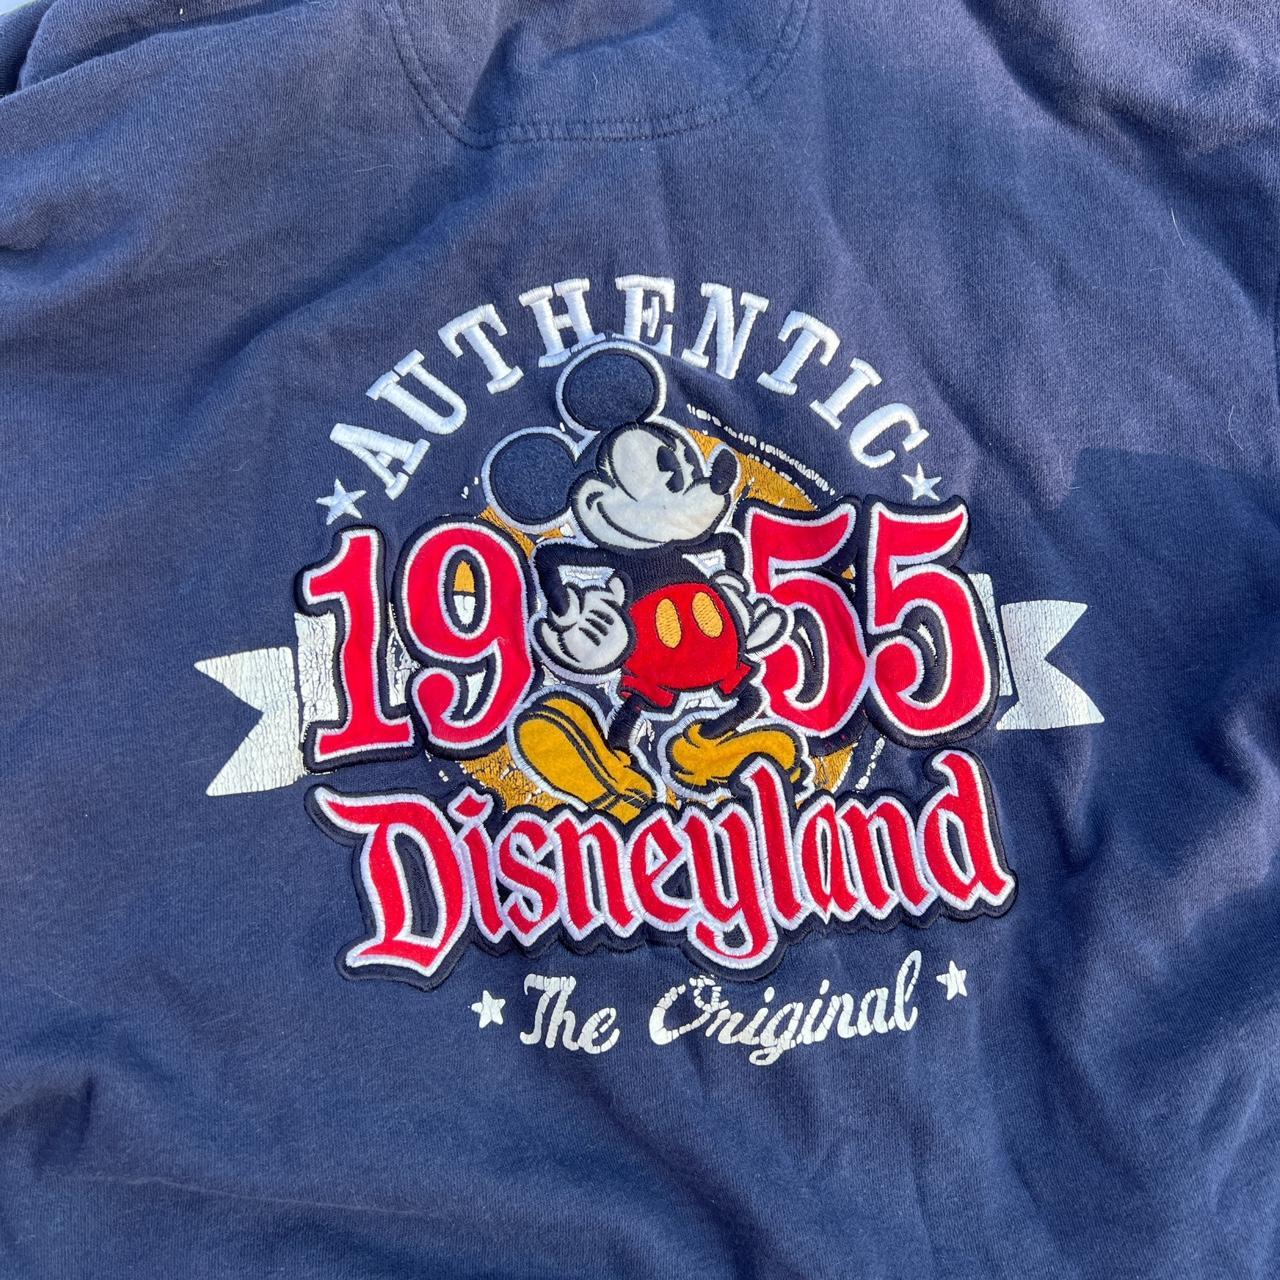 AUTHENTIC
1955
Disneyland
The Original